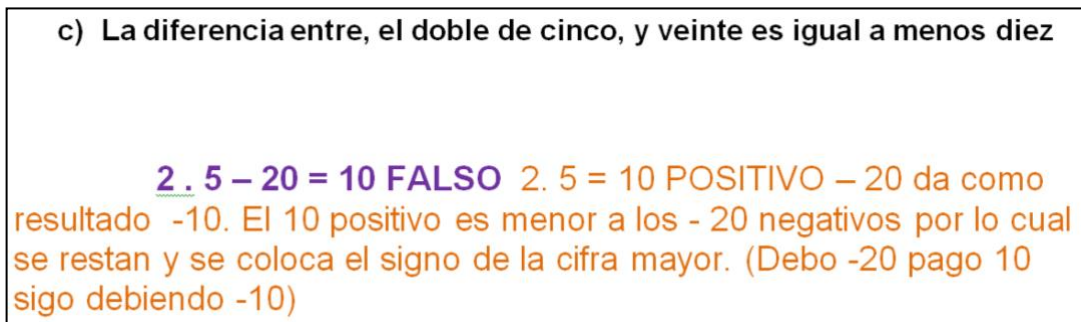 c) La diferencia entre, el doble de cinco, y veinte es igual a menos diez
2 . 5 – 20 = 10 FALSO 2. 5 = 10 POSITIVO – 20 da como
resultado -10. El 10 positivo es menor a los - 20 negativos por lo cual
se restan y se coloca el signo de la cifra mayor. (Debo -20 pago 10
sigo debiendo -10)